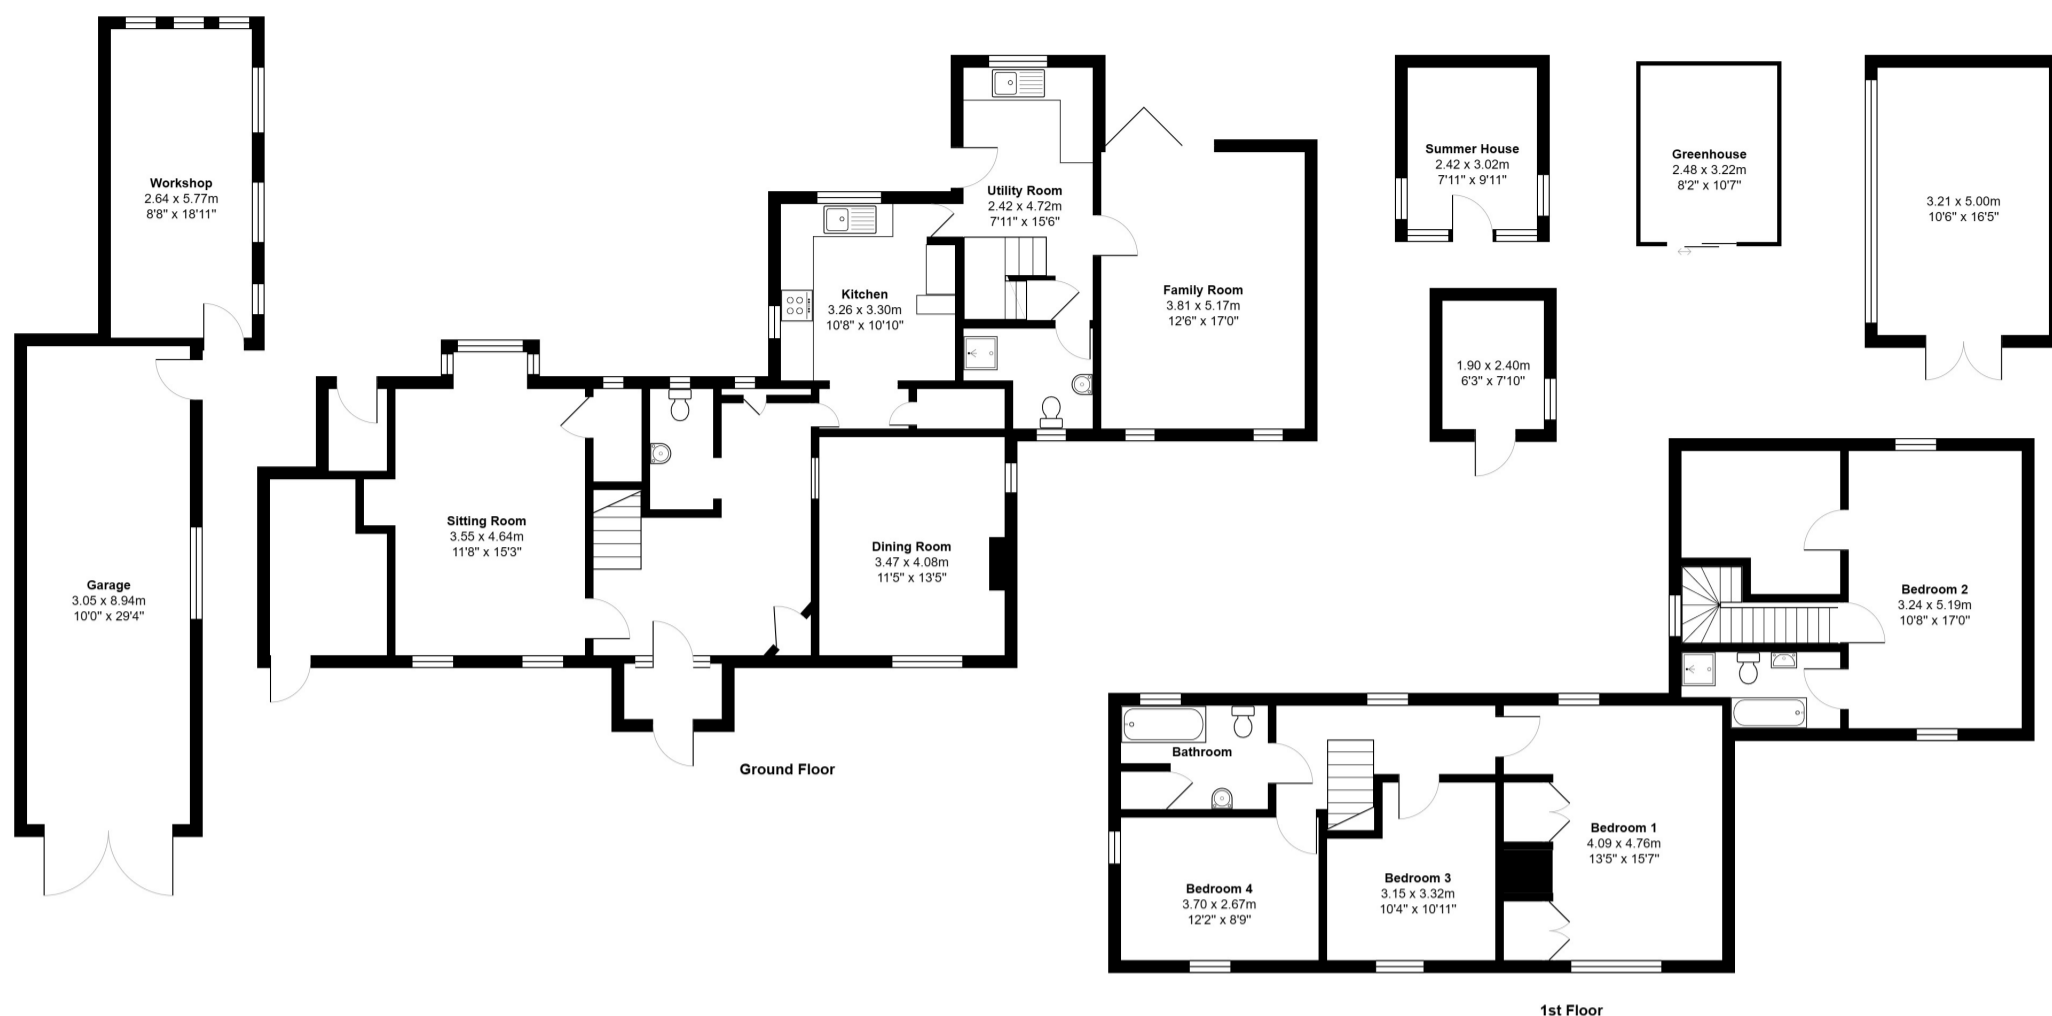 Workshop
2.64 x 5.77m
8'8" x 18'11"
Utility Room
2.42 x 4.72m
7'11" x 15'6"
Summer House
2.42 x 3.02m
7'11" x 9'11"
Greenhouse
2.48 x 3.22m
8'2" x 10'7"
3.21 x 5.00m
10'6" x 16'5"
Kitchen
3.26 x 3.30m
10'8" x 10'10"
Family Room
3.81 x 5.17m
12'6" x 17'0"
1.90 x 2.40m
6'3" x 7'10"
Garage
3.05 x 8.94m
10'0" x 29'4"
Sitting Room
3.55 x 4.64m
11'8" x 15'3"
Dining Room
3.47 x 4.08m
11'5" x 13'5"
Ground Floor
Bedroom 2
3.24 x 5.19m
10'8" x 17'0"
Bathroom
Bedroom 1
4.09 x 4.76m
13'5" x 15'7"
Bedroom 4
3.70 x 2.67m
12'2" x 8'9"
Bedroom 3
3.15 x 3.32m
10'4" x 10'11"
1st Floor